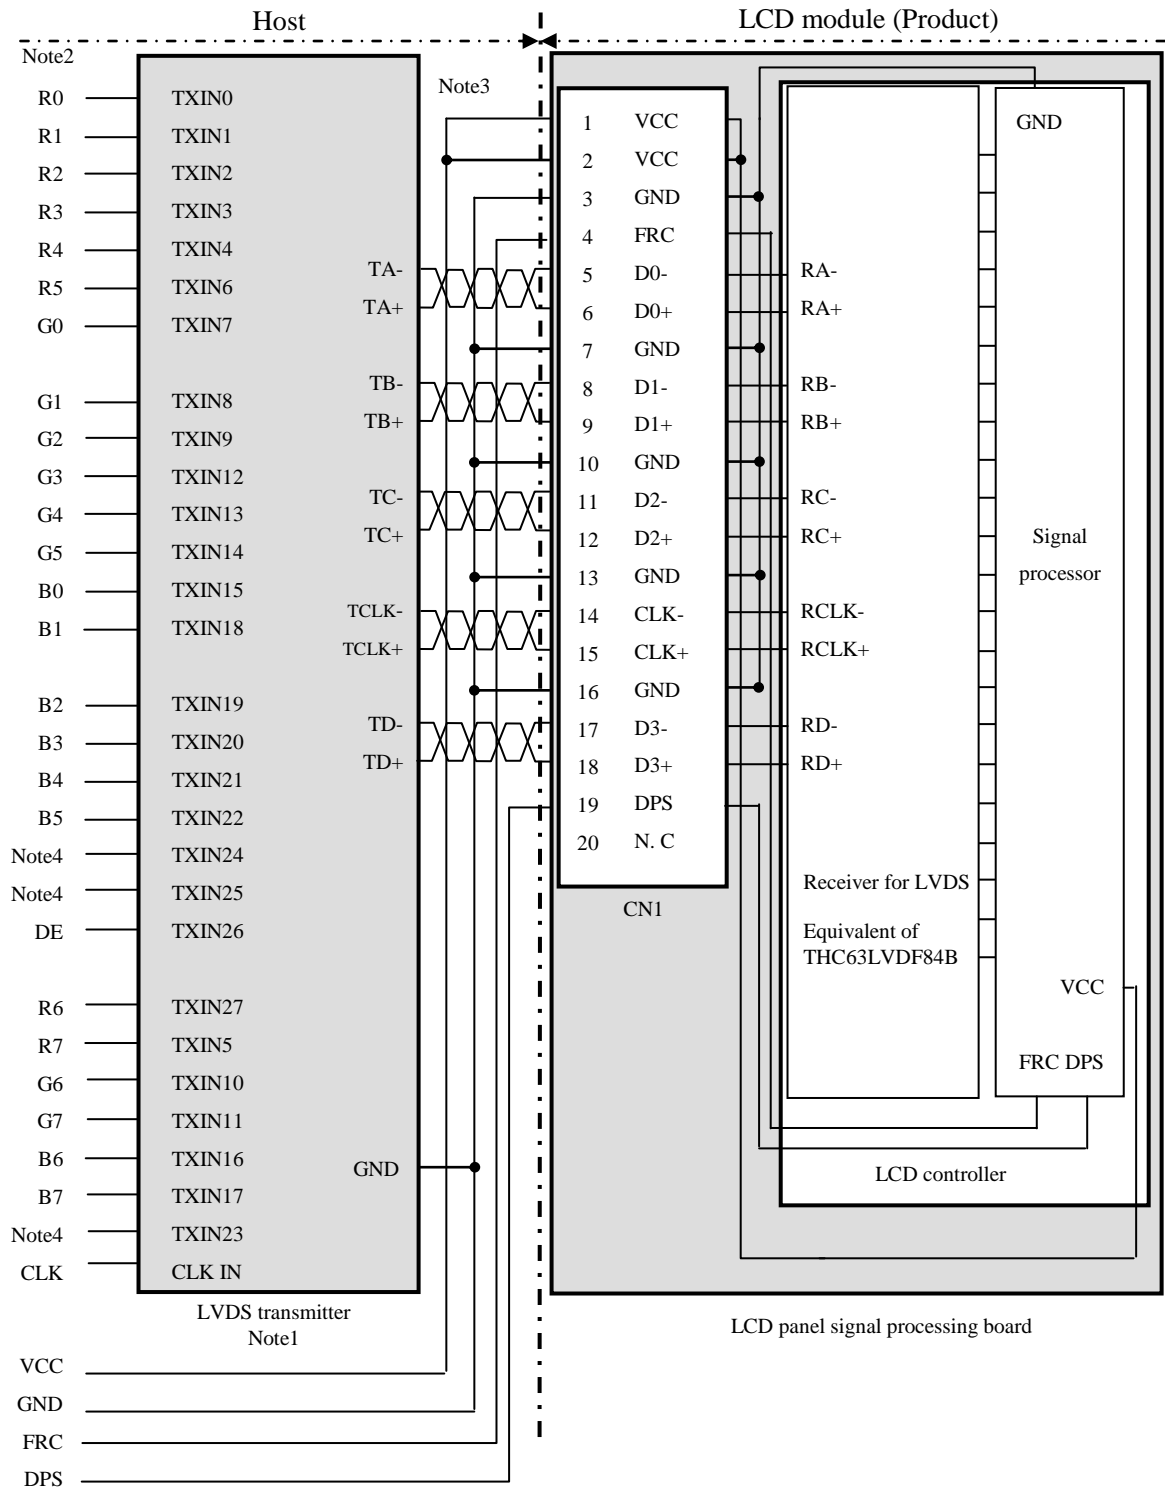 Host
LCD module (Product)
Note2
Note3
R0 TXIN0
R1 TXIN1
R2 TXIN2
R3 TXIN3
R4 TXIN4
R5 TXIN6
G0 TXIN7
G1 TXIN8
G2 TXIN9
G3 TXIN12
G4 TXIN13
G5 TXIN14
B0 TXIN15
B1 TXIN18
B2 TXIN19
B3 TXIN20
B4 TXIN21
B5 TXIN22
Note4 TXIN24
Note4 TXIN25
DE TXIN26
R6 TXIN27
R7 TXIN5
G6 TXIN10
G7 TXIN11
B6 TXIN16
B7 TXIN17
Note4 TXIN23
CLK CLK IN
TA-
TA+
TB-
TB+
TC-
TC+
TCLK-
TCLK+
TD-
TD+
GND
LVDS transmitter
Note1
VCC
GND
FRC
DPS
1 VCC
2 VCC
3 GND
4 FRC
5 D0-
6 D0+
7 GND
8 D1-
9 D1+
10 GND
11 D2-
12 D2+
13 GND
14 CLK-
15 CLK+
16 GND
17 D3-
18 D3+
19 DPS
20 N. C
CN1
RA-
RA+
RB-
RB+
RC-
RC+
RCLK-
RCLK+
RD-
RD+
Receiver for LVDS
Equivalent of
THC63LVDF84B
GND
Signal
processor
VCC
FRC DPS
LCD controller
LCD panel signal processing board